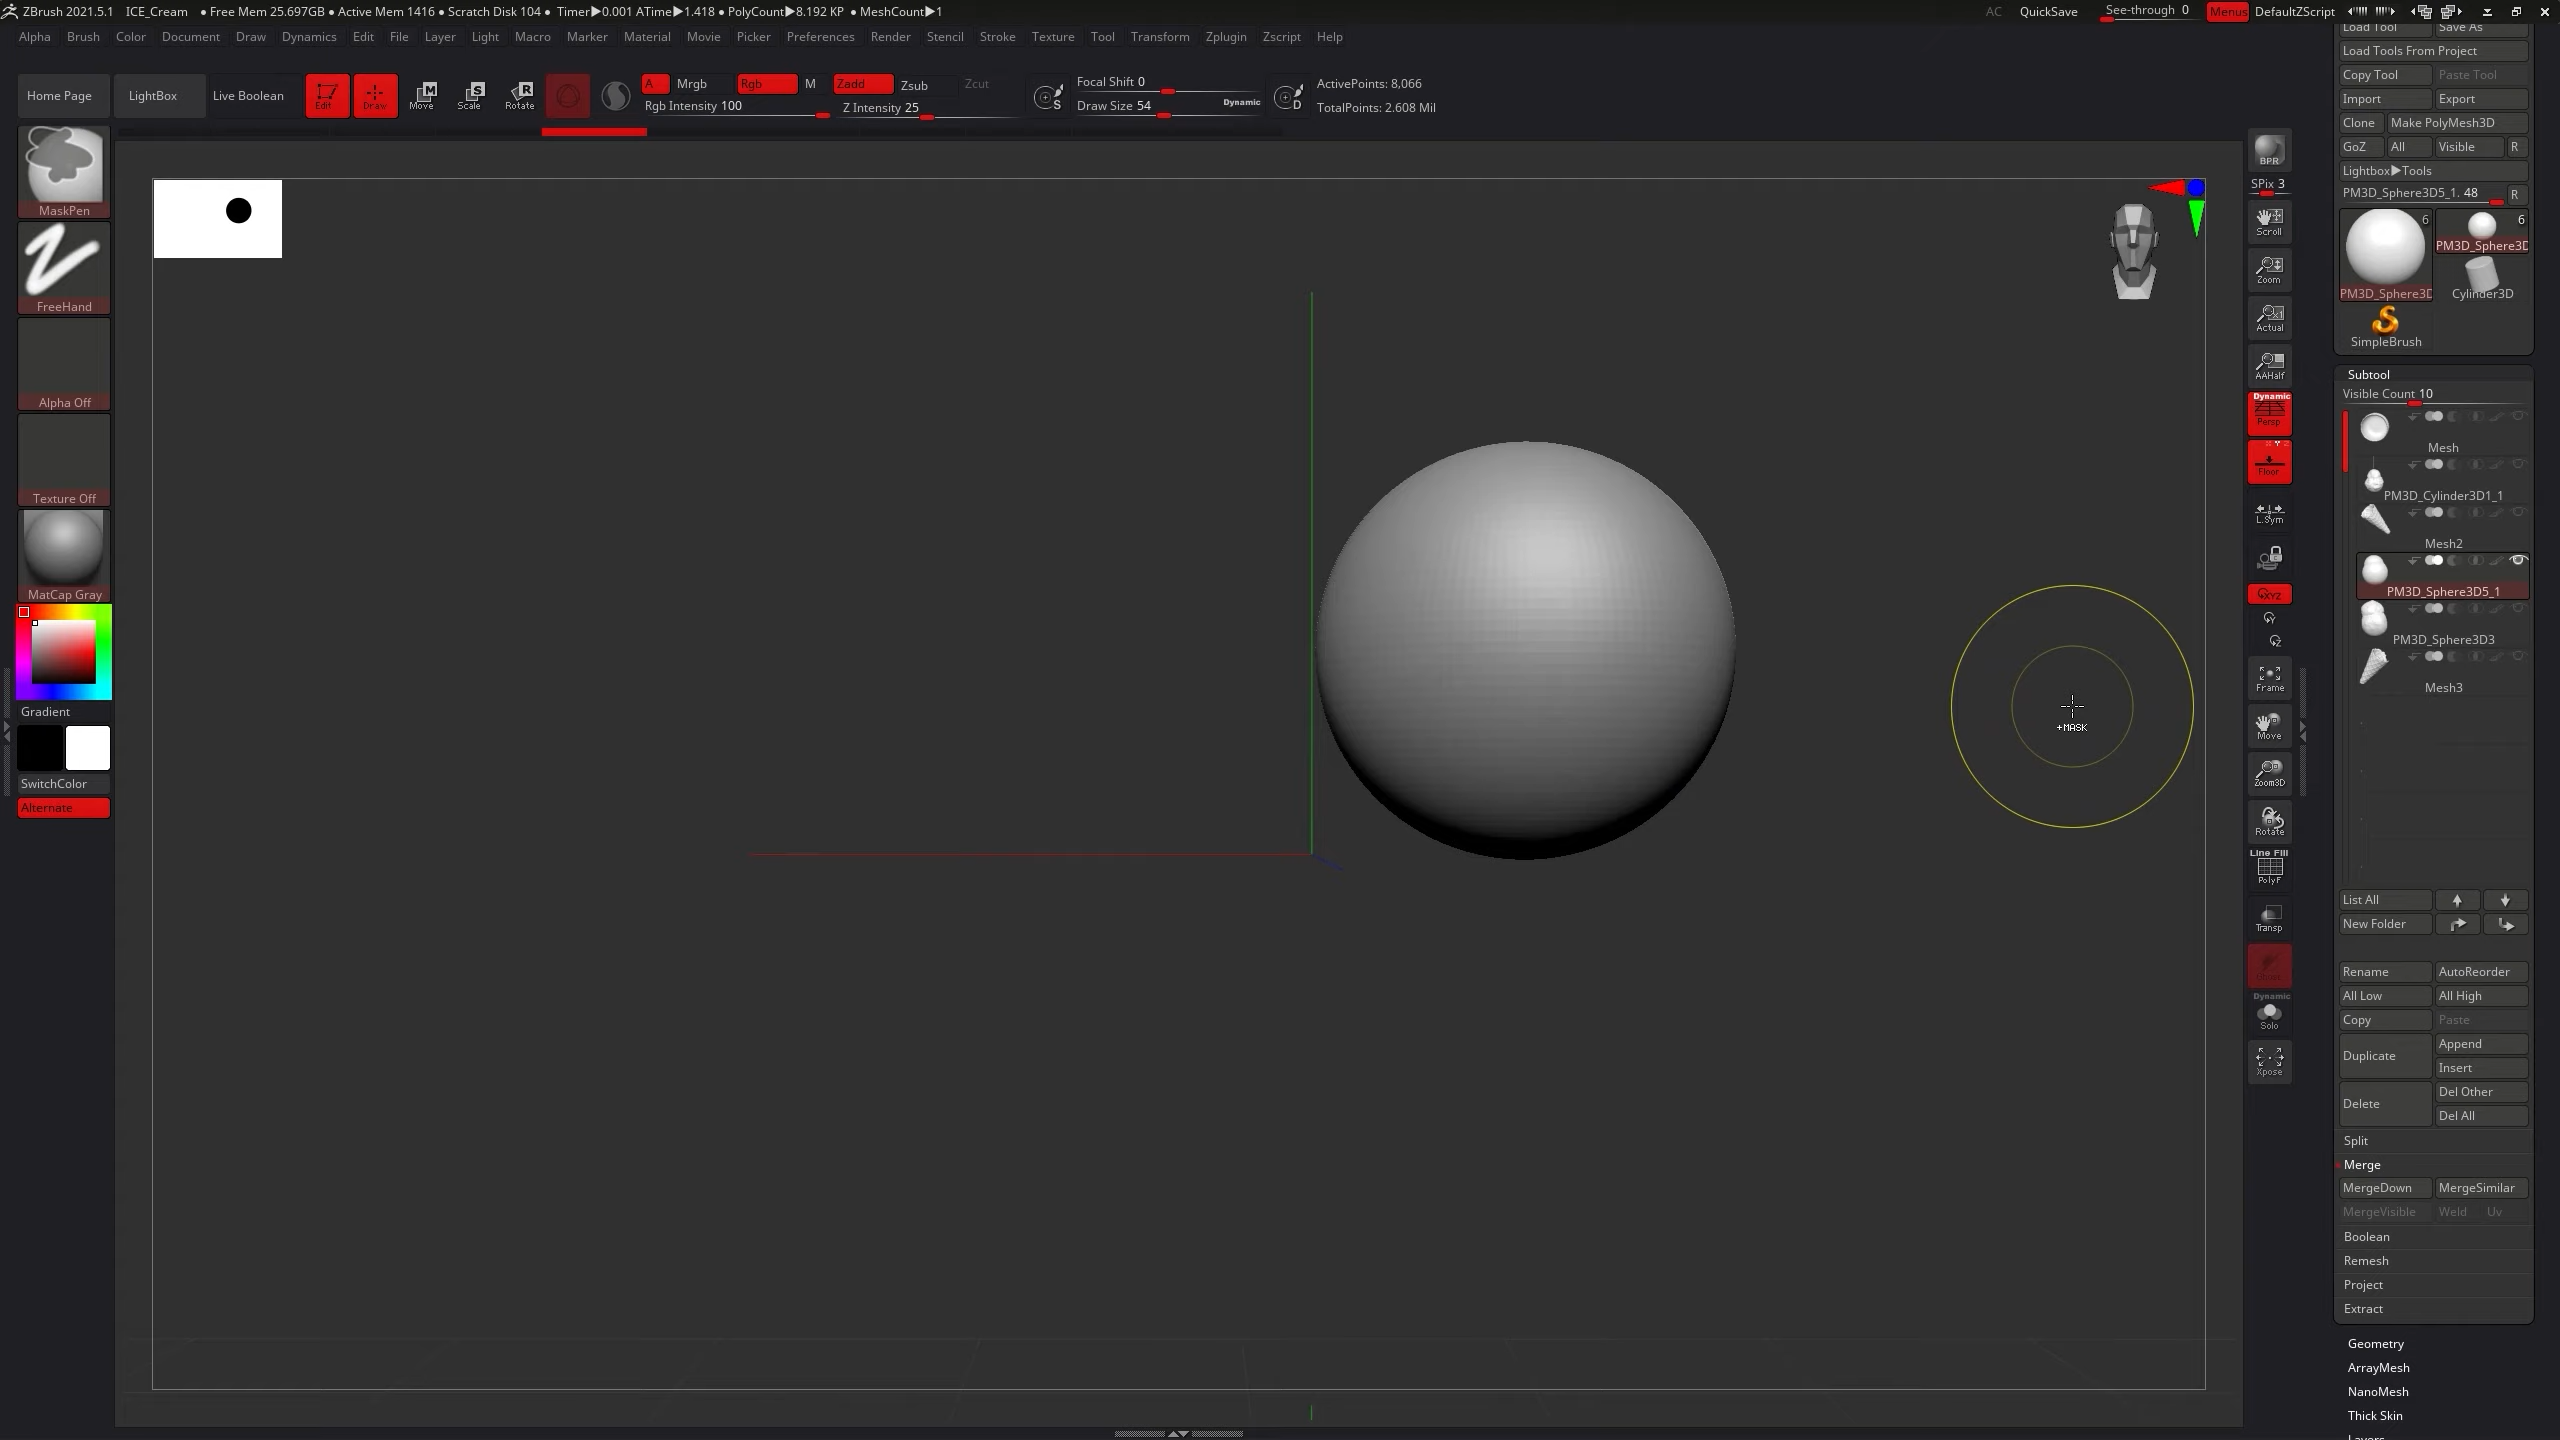 ZBrush 2021.5.1 ICE_Cream • Free Mem 25.697GB • Active Mem 1416 • Scratch Disk 104 • Timer▶0.001 ATime▶1.418 • PolyCount▶8.192 KP • MeshCount▶1 AC QuickSave See-through 0 Menus DefaultZScript
Alpha Brush Color Document Draw Dynamics Edit File Layer Light Macro Marker Material Movie Picker Preferences Render Stencil Stroke Texture Tool Transform Zplugin Zscript Help
Home Page LightBox Live Boolean Edit Draw Move Scale Rotate
A Mrgb Rgb M Zadd Zsub Zcut
Rgb Intensity 100 Z Intensity 25
Focal Shift 0
Draw Size 54 Dynamic
ActivePoints: 8,066
TotalPoints: 2.608 Mil
MaskPen
FreeHand
Alpha Off
Texture Off
MatCap Gray
Gradient
SwitchColor
Alternate
+MASK
BPR
SPix 3
Scroll
Zoom
Actual
AAHalf
Dynamic
Persp
Floor
L.Sym
XYZ
Frame
Move
Zoom3D
Rotate
Line Fill
PolyF
Transp
Dynamic
Solo
Xpose
Load Tool Save As
Load Tools From Project
Copy Tool Paste Tool
Import Export
Clone Make PolyMesh3D
GoZ All Visible R
Lightbox▶Tools
PM3D_Sphere3D5_1. 48 R
6 6
PM3D_Sphere3D
PM3D_Sphere3D Cylinder3D
SimpleBrush
Subtool
Visible Count 10
Mesh
PM3D_Cylinder3D1_1
Mesh2
PM3D_Sphere3D5_1
PM3D_Sphere3D3
Mesh3
List All
New Folder
Rename AutoReorder
All Low All High
Copy Paste
Duplicate Append
Insert
Delete Del Other
Del All
Split
Merge
MergeDown MergeSimilar
MergeVisible Weld Uv
Boolean
Remesh
Project
Extract
Geometry
ArrayMesh
NanoMesh
Thick Skin
Layers